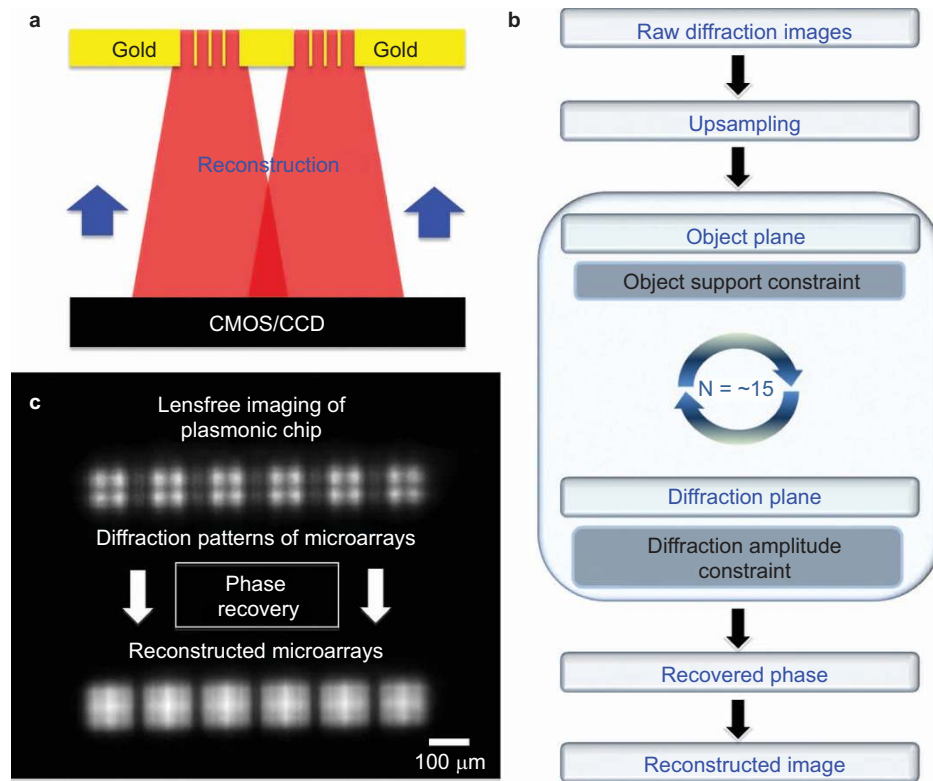 a
Gold
Gold
Reconstruction
CMOS/CCD
b
Raw diffraction images
Upsampling
Object plane
Object support constraint
N = ~15
Diffraction plane
Diffraction amplitude
constraint
Recovered phase
Reconstructed image
c
Lensfree imaging of
plasmonic chip
Diffraction patterns of microarrays
Phase
recovery
Reconstructed microarrays
100 μm